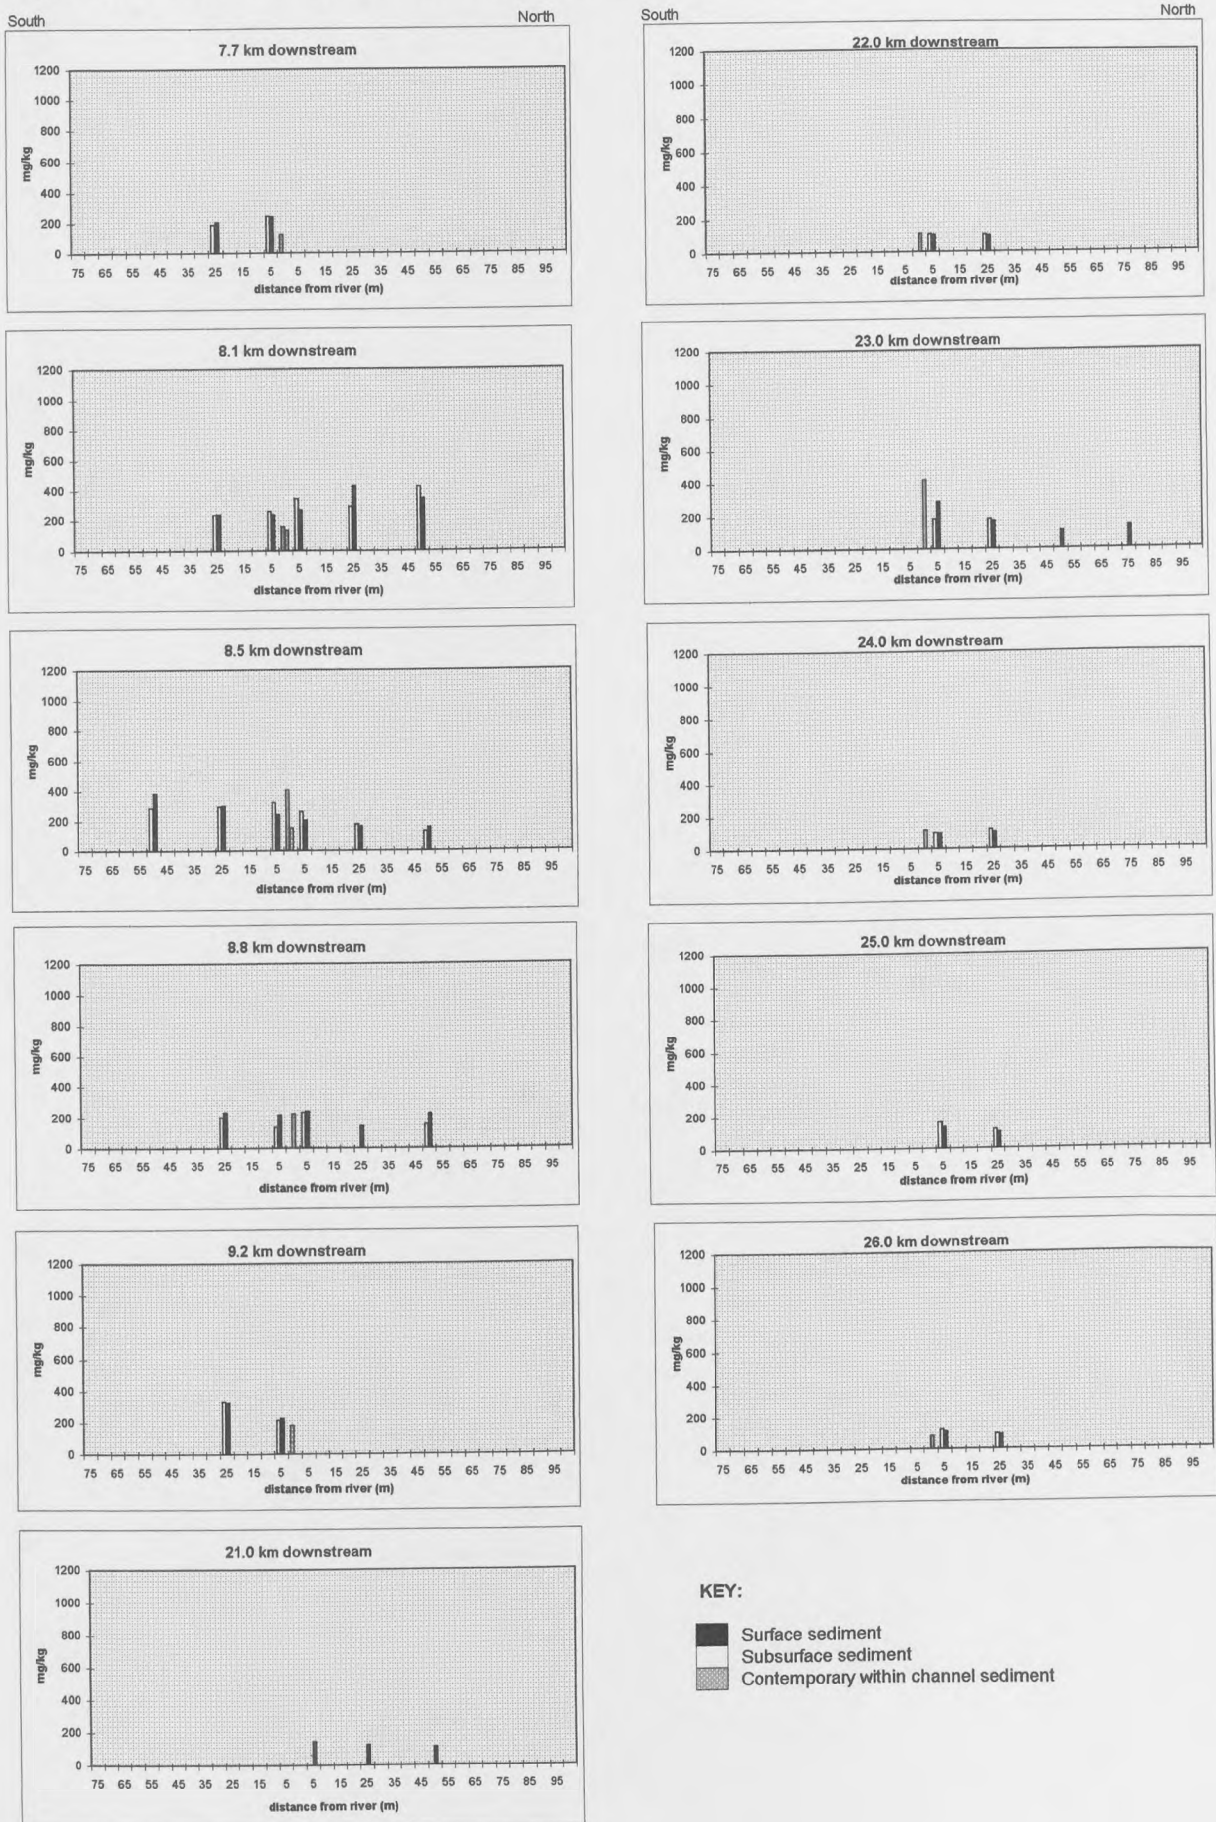 South North
7.7 km downstream
1200
1000
800
600
400
200
0
mg/kg
75 65 55 45 35 25 15 5 5 15 25 35 45 55 65 75 85 95
distance from river (m)
8.1 km downstream
1200
1000
800
600
400
200
0
mg/kg
75 65 55 45 35 25 15 5 5 15 25 35 45 55 65 75 85 95
distance from river (m)
8.5 km downstream
1200
1000
800
600
400
200
0
mg/kg
75 65 55 45 35 25 15 5 5 15 25 35 45 55 65 75 85 95
distance from river (m)
8.8 km downstream
1200
1000
800
600
400
200
0
mg/kg
75 65 55 45 35 25 15 5 5 15 25 35 45 55 65 75 85 95
distance from river (m)
9.2 km downstream
1200
1000
800
600
400
200
0
mg/kg
75 65 55 45 35 25 15 5 5 15 25 35 45 55 65 75 85 95
distance from river (m)
21.0 km downstream
1200
1000
800
600
400
200
0
mg/kg
75 65 55 45 35 25 15 5 5 15 25 35 45 55 65 75 85 95
distance from river (m)
South North
22.0 km downstream
1200
1000
800
600
400
200
0
mg/kg
75 65 55 45 35 25 15 5 5 15 25 35 45 55 65 75 85 95
distance from river (m)
23.0 km downstream
1200
1000
800
600
400
200
0
mg/kg
75 65 55 45 35 25 15 5 5 15 25 35 45 55 65 75 85 95
distance from river (m)
24.0 km downstream
1200
1000
800
600
400
200
0
mg/kg
75 65 55 45 35 25 15 5 5 15 25 35 45 55 65 75 85 95
distance from river (m)
25.0 km downstream
1200
1000
800
600
400
200
0
mg/kg
75 65 55 45 35 25 15 5 5 15 25 35 45 55 65 75 85 95
distance from river (m)
26.0 km downstream
1200
1000
800
600
400
200
0
mg/kg
75 65 55 45 35 25 15 5 5 15 25 35 45 55 65 75 85 95
distance from river (m)
KEY:
Surface sediment
Subsurface sediment
Contemporary within channel sediment